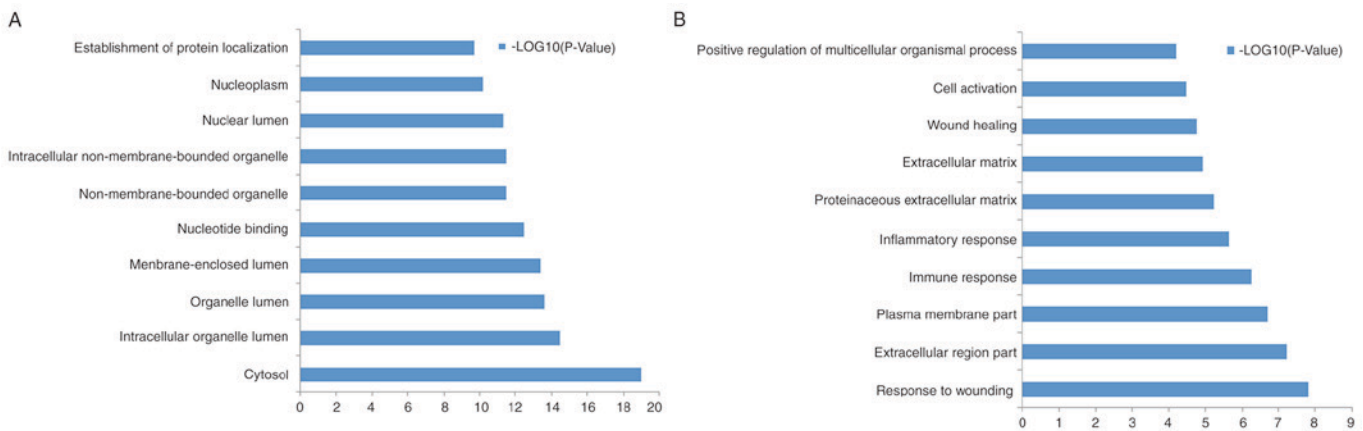 A
Establishment of protein localization
-LOG10(P-Value)
Nucleoplasm
Nuclear lumen
Intracellular non-membrane-bounded organelle
Non-membrane-bounded organelle
Nucleotide binding
Menbrane-enclosed lumen
Organelle lumen
Intracellular organelle lumen
Cytosol
0 2 4 6 8 10 12 14 16 18 20
B
Positive regulation of multicellular organismal process
-LOG10(P-Value)
Cell activation
Wound healing
Extracellular matrix
Proteinaceous extracellular matrix
Inflammatory response
Immune response
Plasma membrane part
Extracellular region part
Response to wounding
0 1 2 3 4 5 6 7 8 9